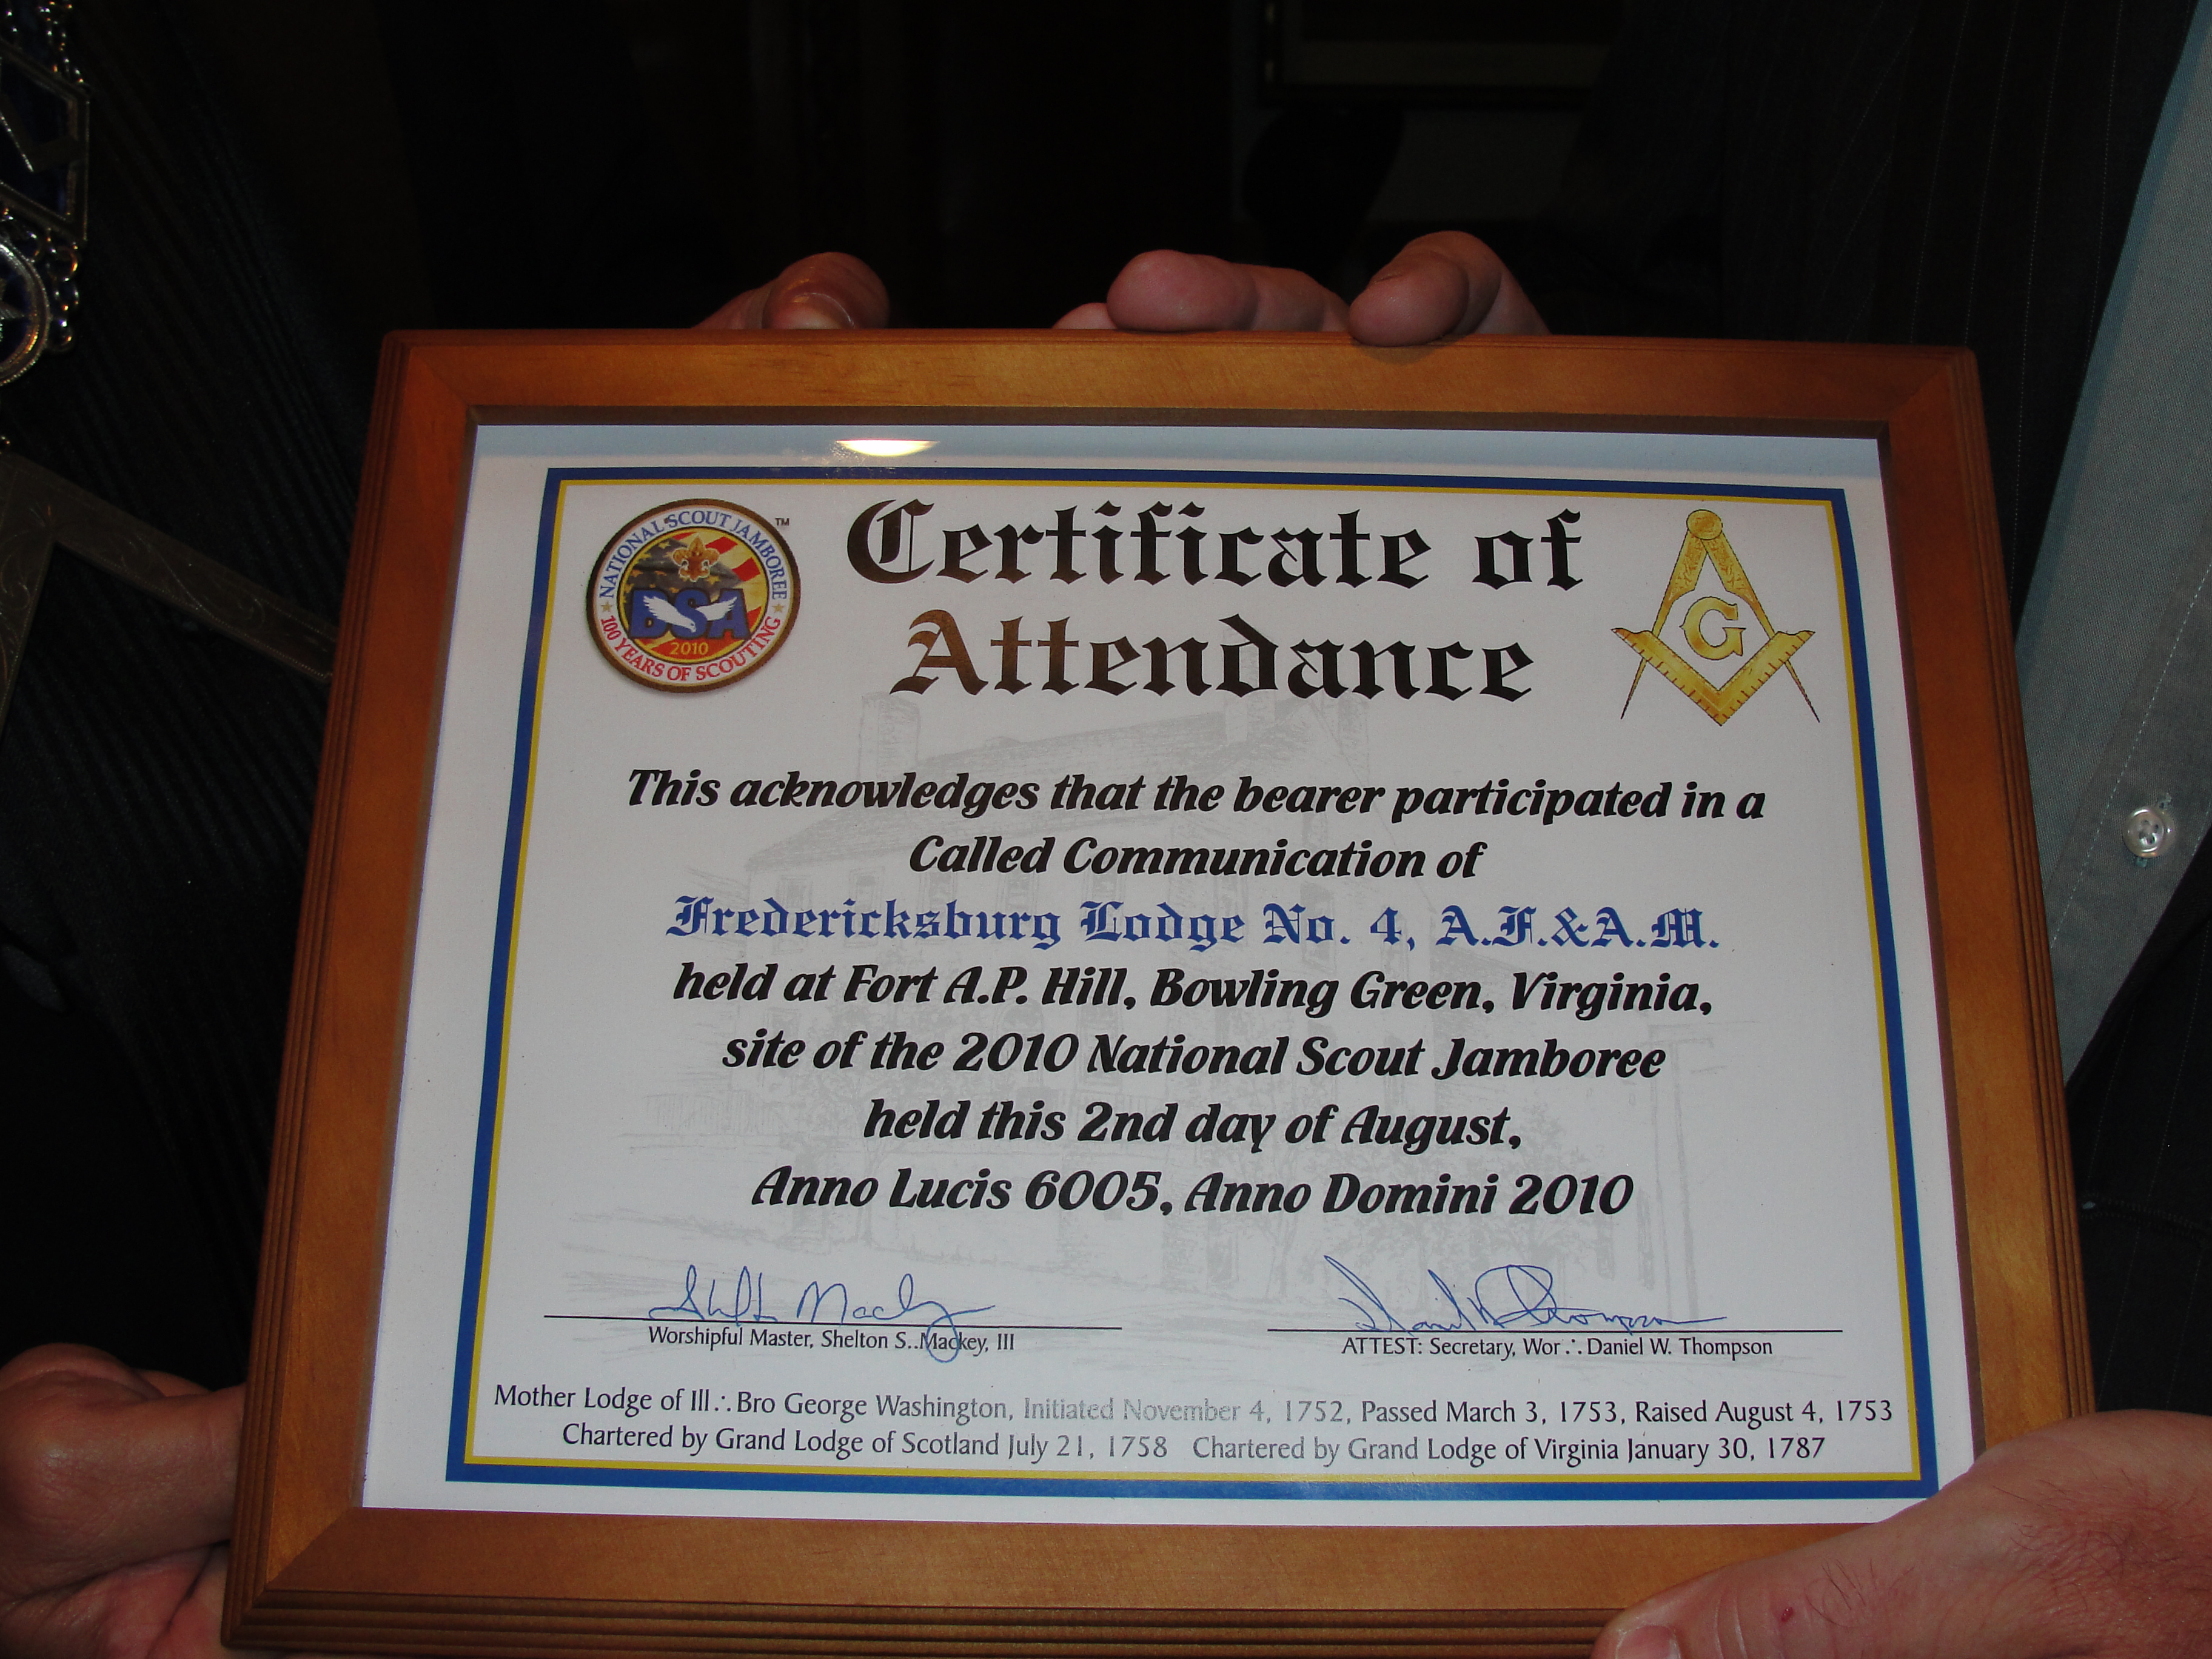 NATIONAL SCOUT JAMBOREE
TM
BSA
2010
100 YEARS OF SCOUTING
Certificate of
Attendance
G
This acknowledges that the bearer participated in a
Called Communication of
Fredericksburg Lodge No. 4, A.F.&A.M.
held at Fort A.P. Hill, Bowling Green, Virginia,
site of the 2010 National Scout Jamboree
held this 2nd day of August,
Anno Lucis 6005, Anno Domini 2010
Shelton Mackey
Daniel W Thompson
Worshipful Master, Shelton S..Mackey, III
ATTEST: Secretary, Wor∴Daniel W. Thompson
Mother Lodge of Ill∴Bro George Washington, Initiated November 4, 1752, Passed March 3, 1753, Raised August 4, 1753
Chartered by Grand Lodge of Scotland July 21, 1758 Chartered by Grand Lodge of Virginia January 30, 1787